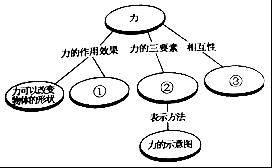 力
力的作用效果 力的三要素 相互性
力可以改变
物体的形状
① ② ③
表示方法
力的示意图